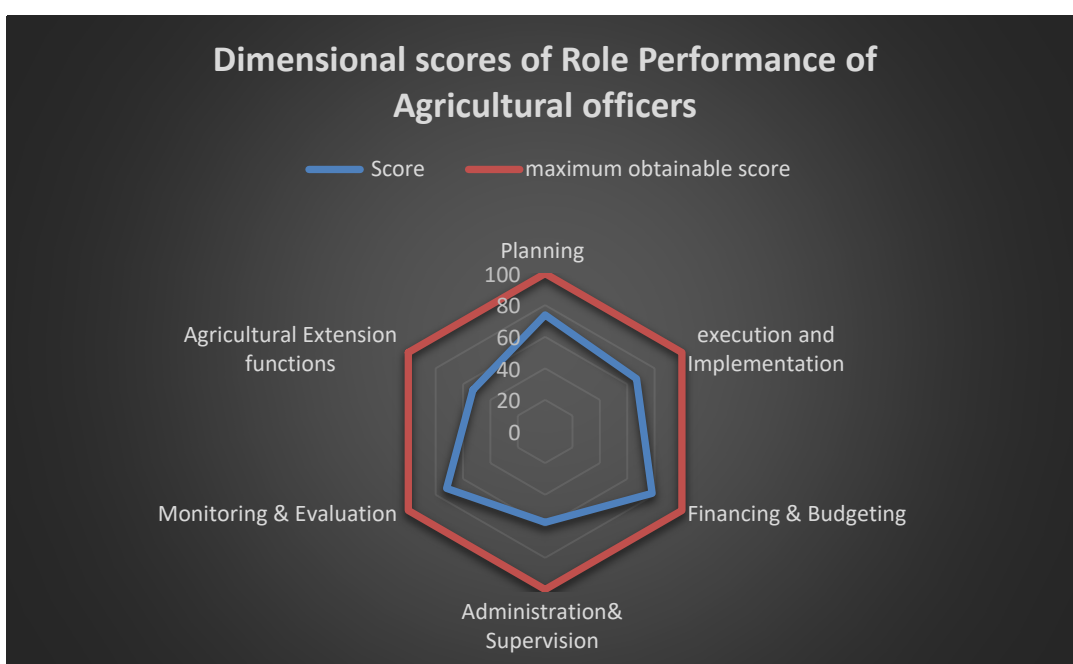 Dimensional scores of Role Performance of
Agricultural officers
Score
maximum obtainable score
Planning
100
80
60
40
20
0
execution and
Implementation
Financing & Budgeting
Administration&
Supervision
Monitoring & Evaluation
Agricultural Extension
functions